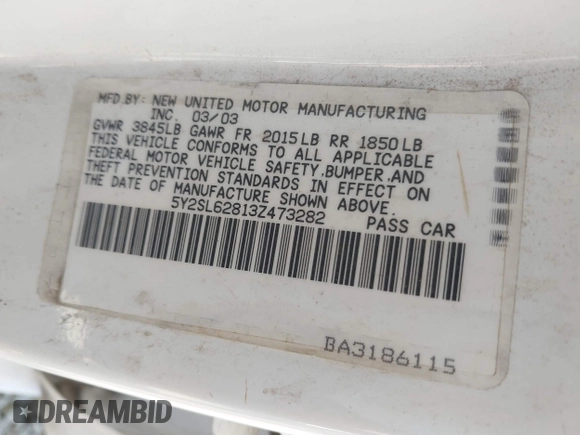 MFD.BY: NEW UNITED MOTOR MANUFACTURING
INC. 03/03
GVWR 3845LB GAWR FR 2015LB RR 1850LB
THIS VEHICLE CONFORMS TO ALL APPLICABLE
FEDERAL MOTOR VEHICLE SAFETY,BUMPER,AND
THEFT PREVENTION STANDARDS IN EFFECT ON
THE DATE OF MANUFACTURE SHOWN ABOVE.
5Y2SL62813Z473282 PASS CAR
BA3186115
DREAMBID